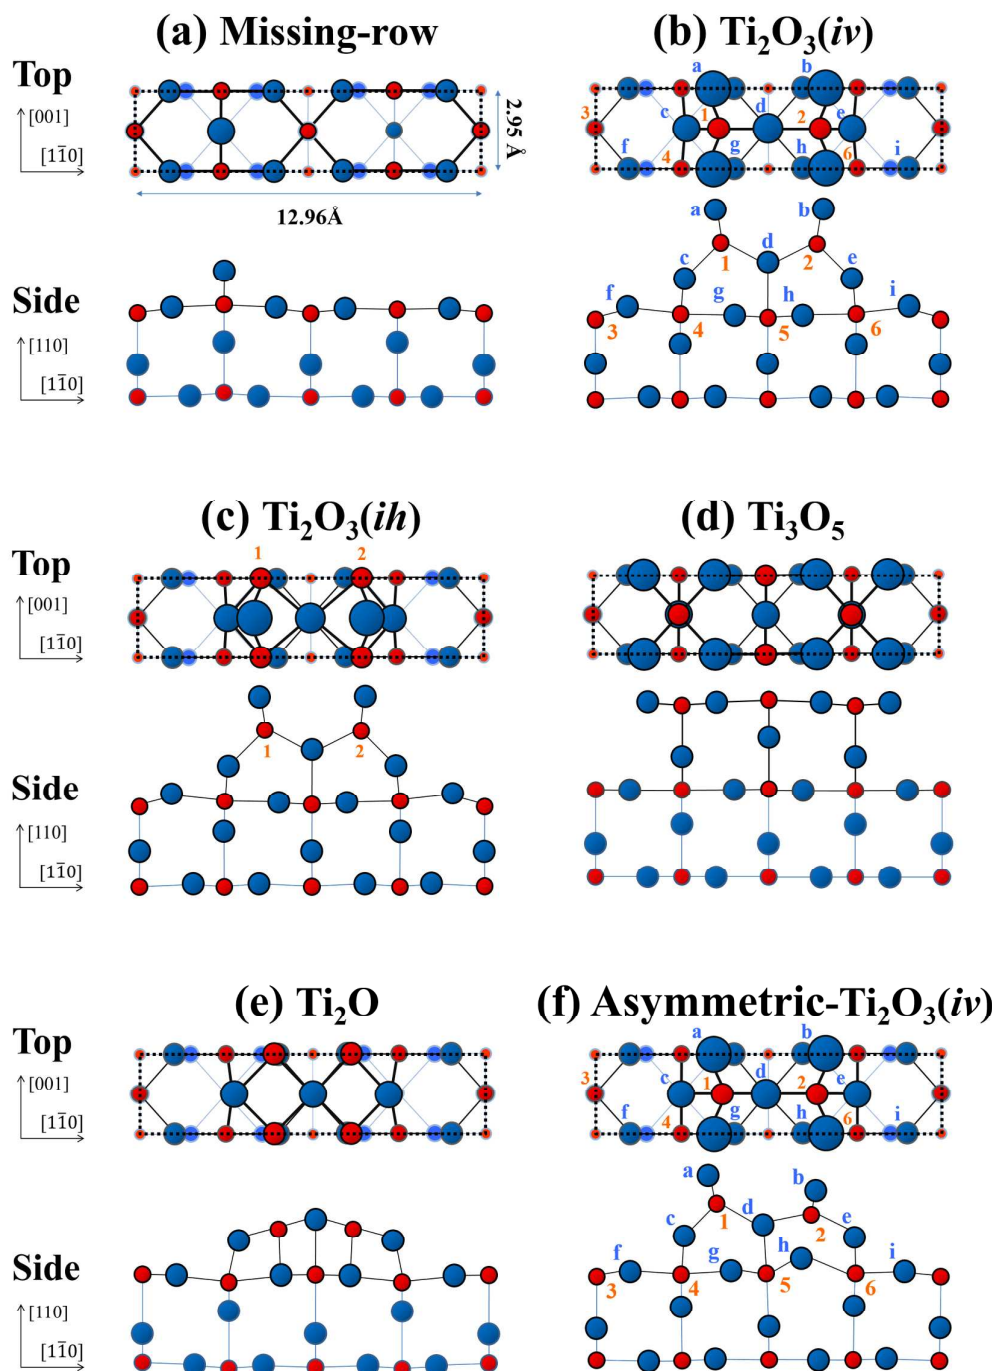 (a) Missing-row
(b) Ti₂O₃(iv)
Top
[001]
[11̅0]
2.95 Å
12.96Å
a b
3 c 1 d 2 e
f 4 g h 6 i
Side
[110]
[11̅0]
a b
c 1 d 2 e
f g h i
3 4 5 6
(c) Ti₂O₃(ih)
(d) Ti₃O₅
Top
[001]
[11̅0]
1 2
Side
[110]
[11̅0]
1 2
(e) Ti₂O
(f) Asymmetric-Ti₂O₃(iv)
Top
[001]
[11̅0]
a b
3 c 1 d 2 e
f 4 g h 6 i
Side
[110]
[11̅0]
a b
c 1 d 2 e
f g h i
3 4 5 6